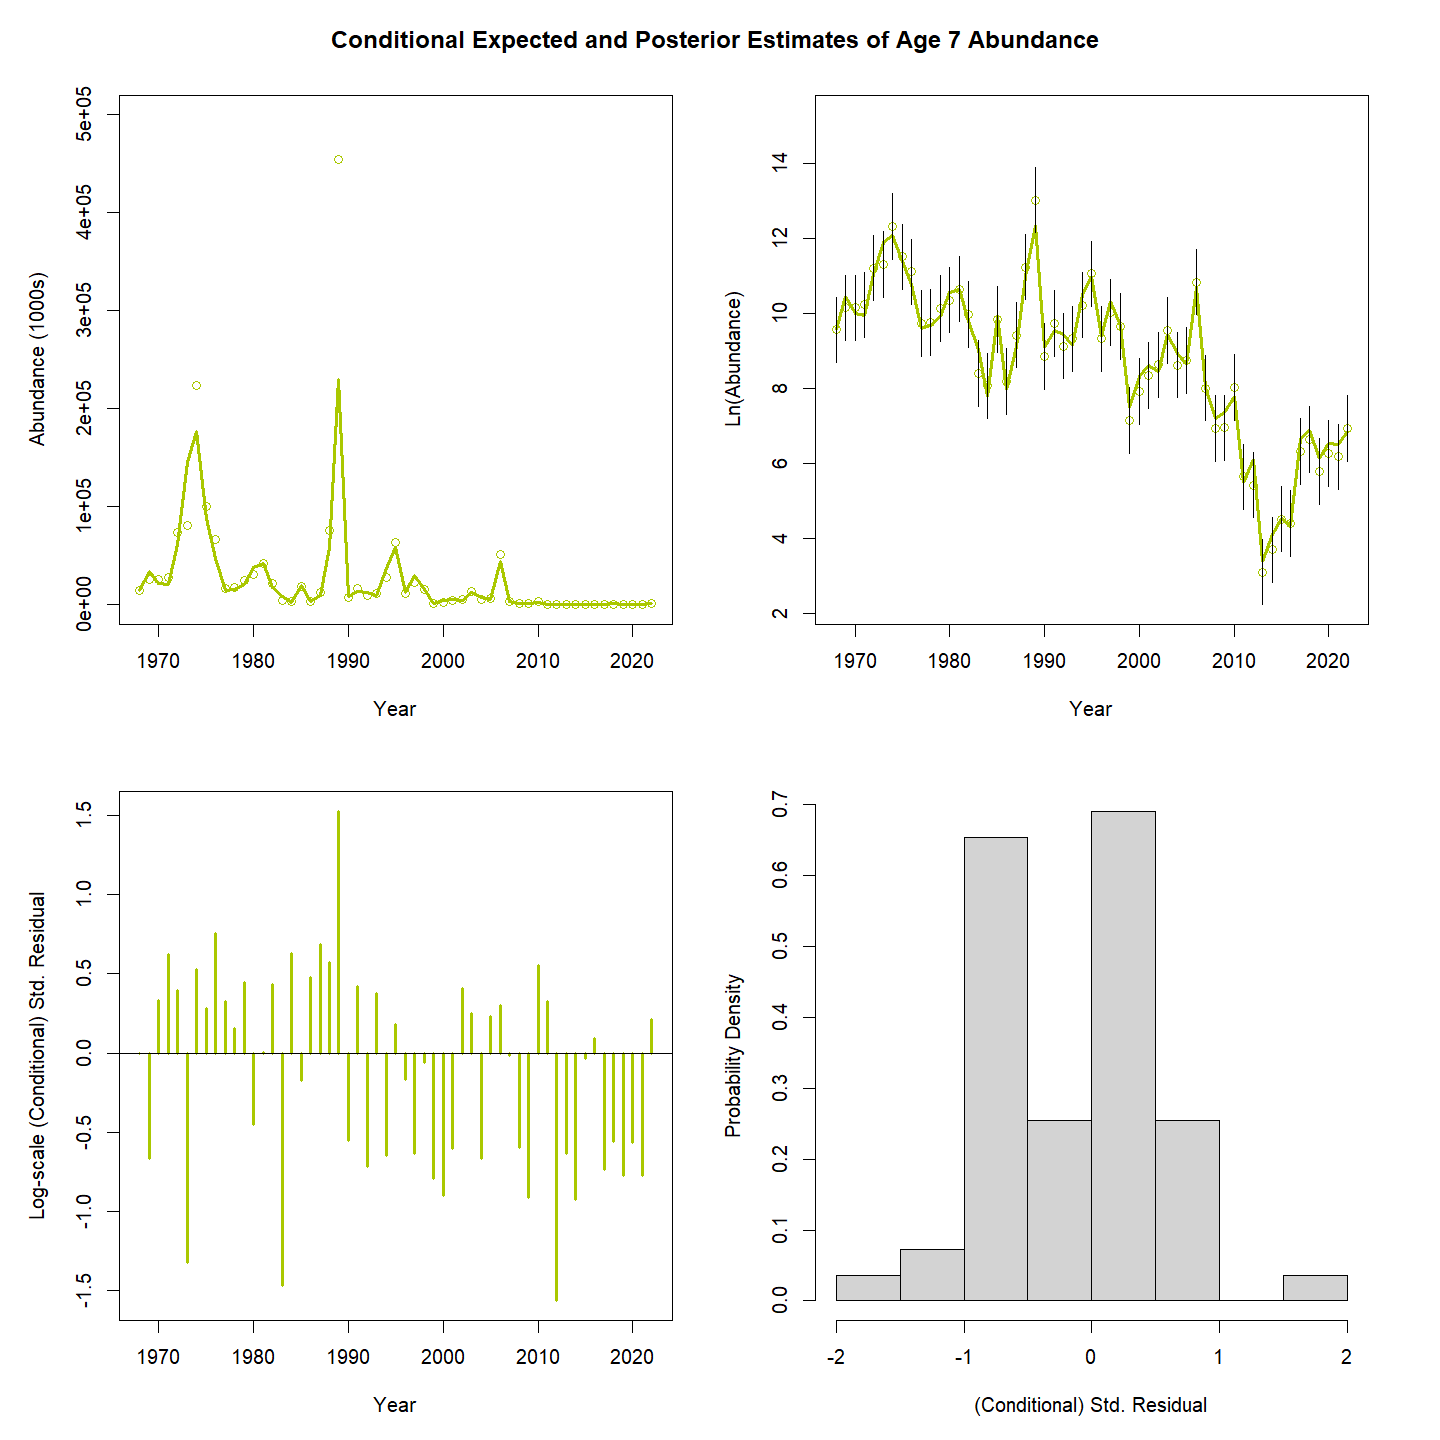 Conditional Expected and Posterior Estimates of Age 7 Abundance
Abundance (1000s)
5e+05
4e+05
3e+05
2e+05
1e+05
0e+00
1970 1980 1990 2000 2010 2020
Year
Ln(Abundance)
14
12
10
8
6
4
2
1970 1980 1990 2000 2010 2020
Year
Log-scale (Conditional) Std. Residual
1.5
1.0
0.5
0.0
-0.5
-1.0
-1.5
1970 1980 1990 2000 2010 2020
Year
Probability Density
0.7
0.6
0.5
0.4
0.3
0.2
0.1
0.0
-2 -1 0 1 2
(Conditional) Std. Residual